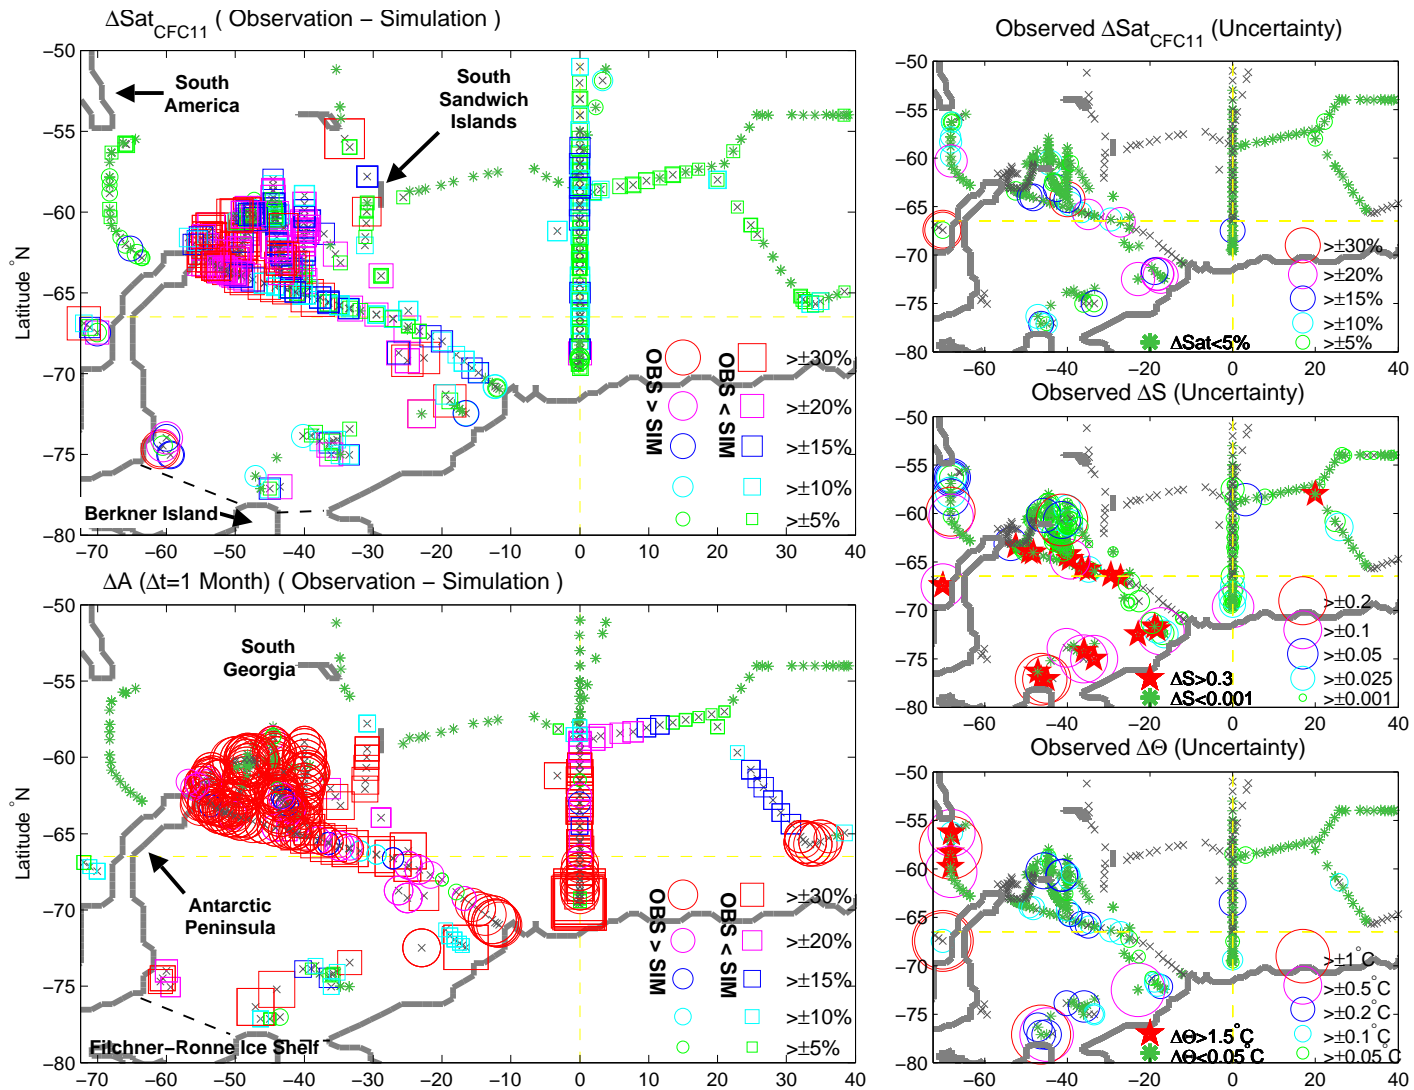 ΔSat_CFC11 ( Observation − Simulation )
−50
−55
−60
−65
−70
−75
−80
Latitude °N
South America
South Sandwich Islands
Berkner Island
OBS > SIM
OBS < SIM
>±30%
>±20%
>±15%
>±10%
>±5%
−70 −60 −50 −40 −30 −20 −10 0 10 20 30 40
ΔA (Δt=1 Month) ( Observation − Simulation )
−50
−55
−60
−65
−70
−75
−80
Latitude °N
South Georgia
Antarctic Peninsula
Filchner−Ronne Ice Shelf
OBS > SIM
OBS < SIM
>±30%
>±20%
>±15%
>±10%
>±5%
−70 −60 −50 −40 −30 −20 −10 0 10 20 30 40
Observed ΔSat_CFC11 (Uncertainty)
−50
−55
−60
−65
−70
−75
−80
>±30%
>±20%
>±15%
>±10%
>±5%
ΔSat<5%
−60 −40 −20 0 20 40
Observed ΔS (Uncertainty)
−50
−55
−60
−65
−70
−75
−80
>±0.2
>±0.1
>±0.05
>±0.025
>±0.001
ΔS>0.3
ΔS<0.001
−60 −40 −20 0 20 40
Observed ΔΘ (Uncertainty)
−50
−55
−60
−65
−70
−75
−80
>±1°C
>±0.5°C
>±0.2°C
>±0.1°C
>±0.05°C
ΔΘ>1.5°C
ΔΘ<0.05°C
−60 −40 −20 0 20 40